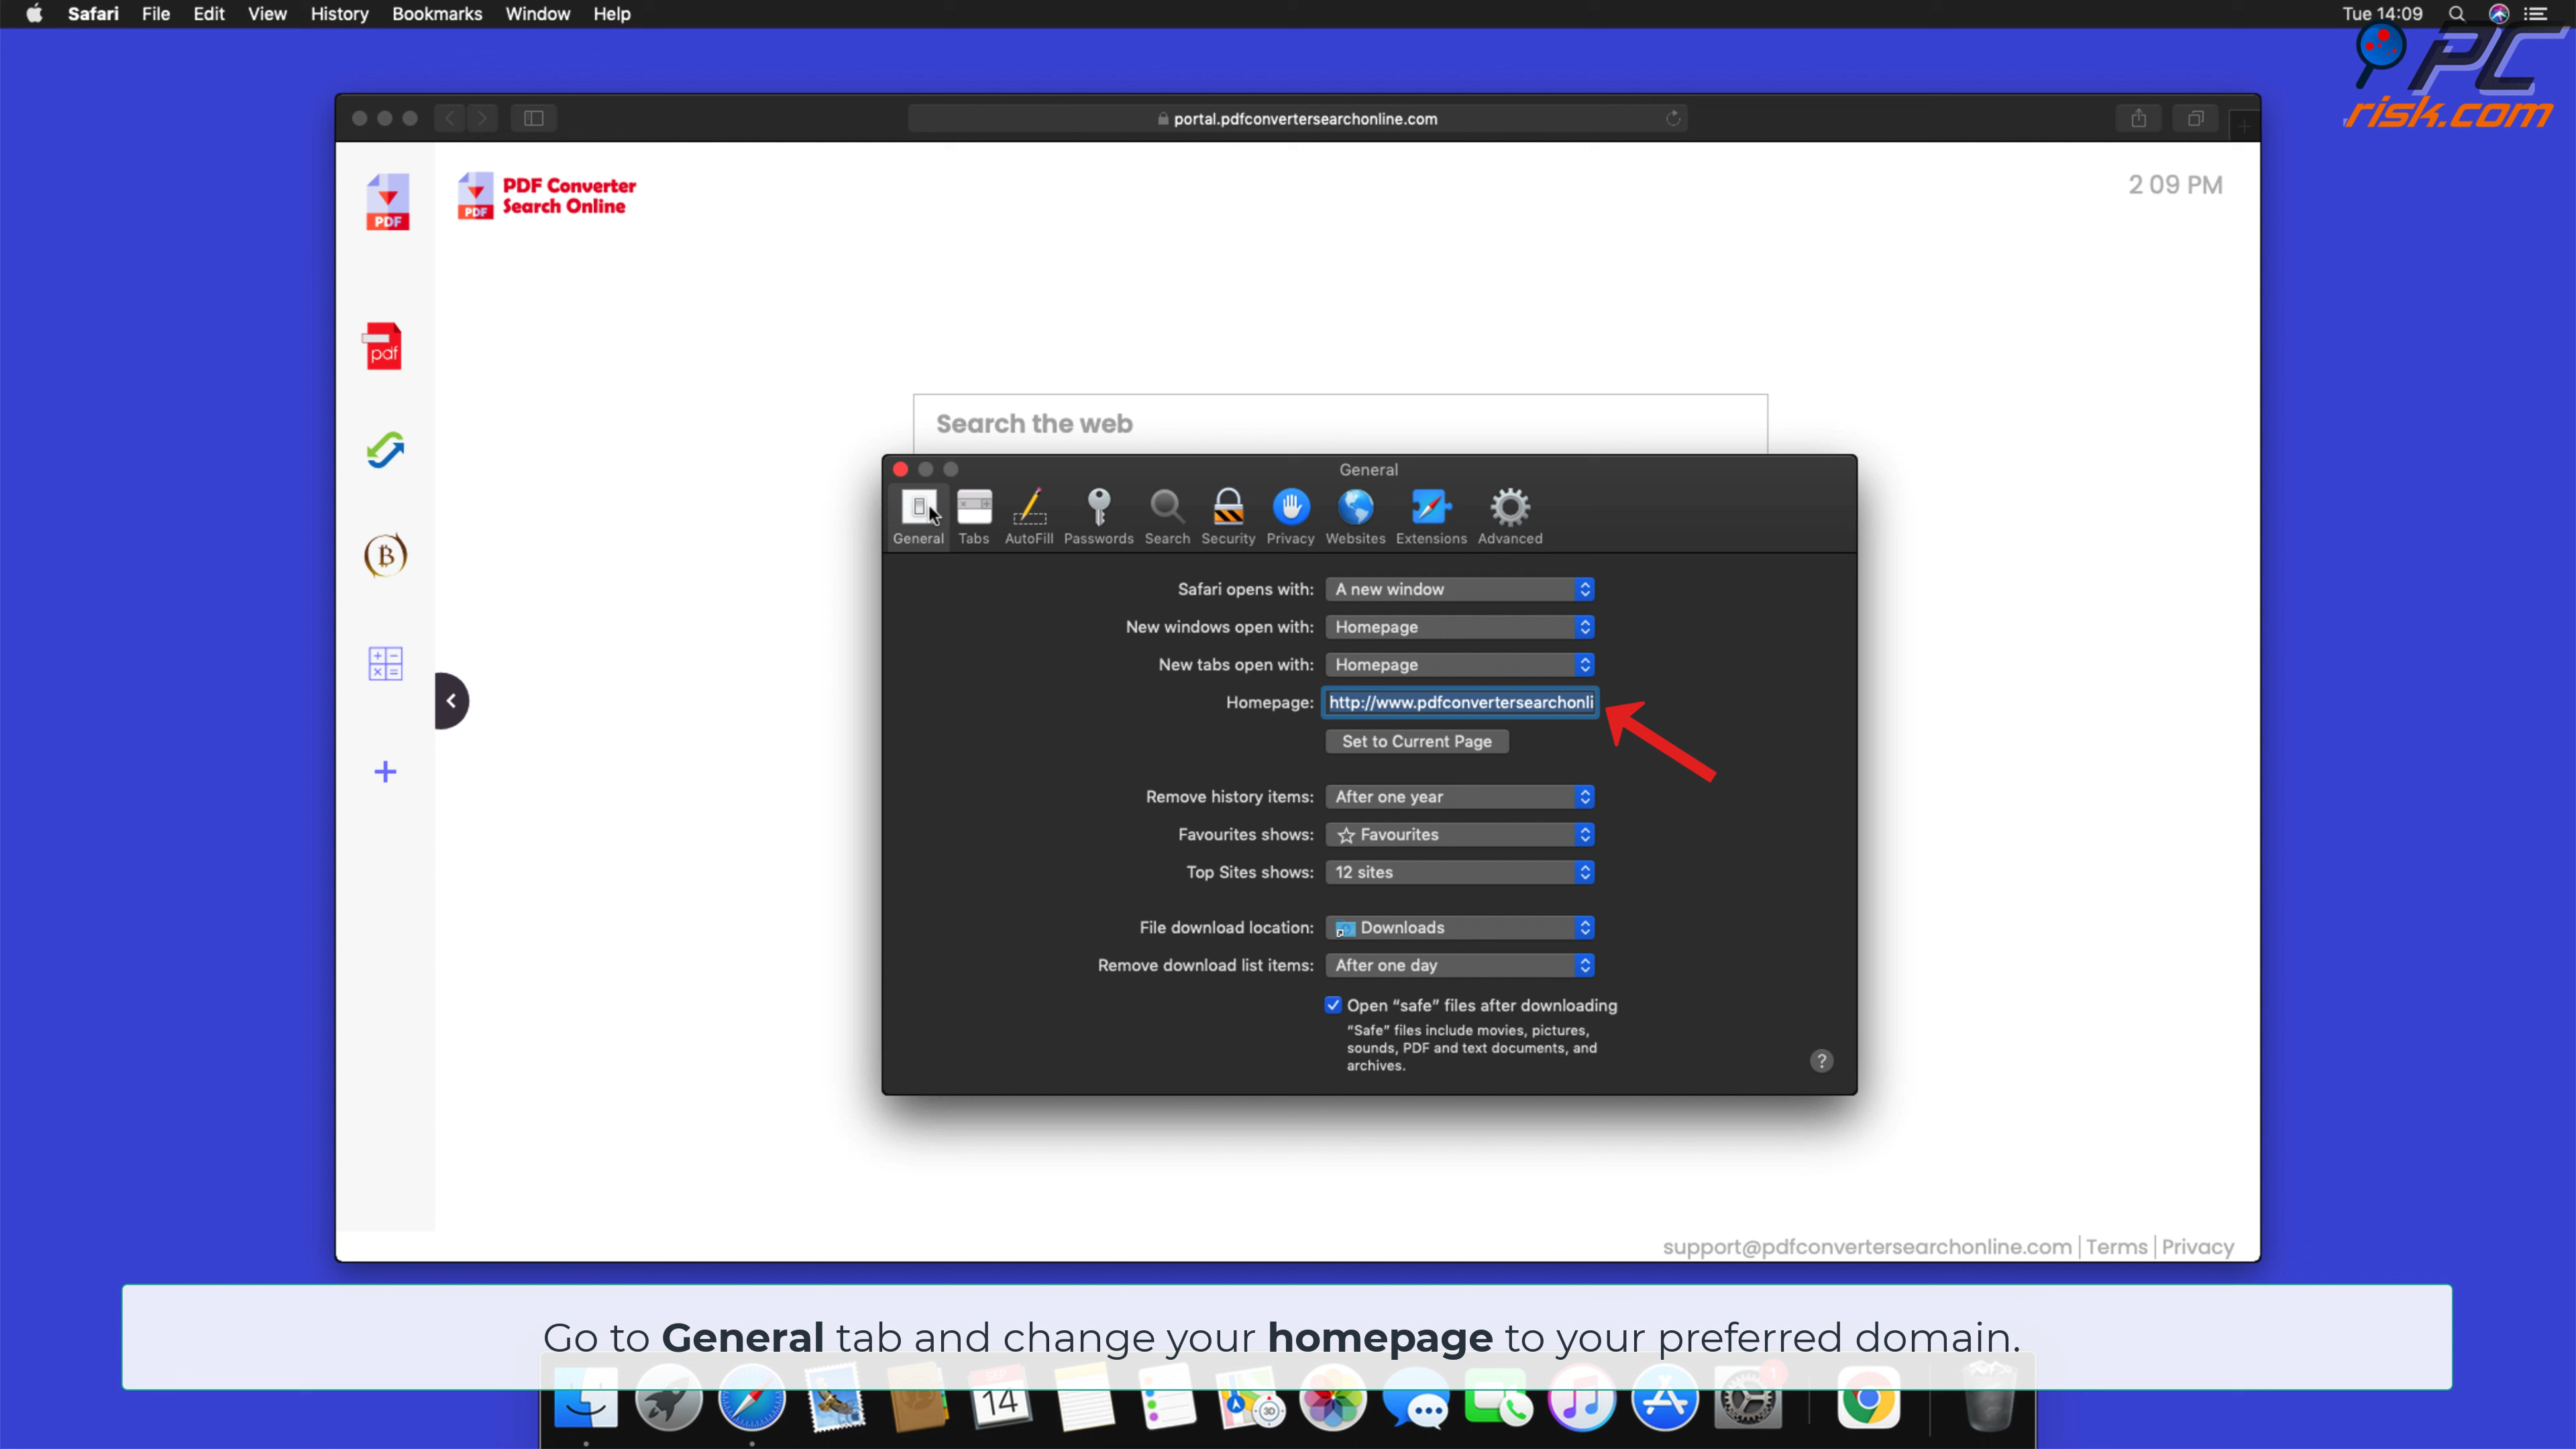 Safari File Edit View History Bookmarks Window Help Tue 14:09
PC
risk.com
portal.pdfconvertersearchonline.com
PDF
PDF
PDF Converter
Search Online
2 09 PM
pdf
Search the web
General
General Tabs AutoFill Passwords Search Security Privacy Websites Extensions Advanced
Safari opens with: A new window
New windows open with: Homepage
New tabs open with: Homepage
Homepage: http://www.pdfconvertersearchonli
Set to Current Page
Remove history items: After one year
Favourites shows: Favourites
Top Sites shows: 12 sites
File download location: Downloads
Remove download list items: After one day
Open “safe” files after downloading
“Safe” files include movies, pictures,
sounds, PDF and text documents, and
archives.
?
support@pdfconvertersearchonline.com | Terms | Privacy
Go to General tab and change your homepage to your preferred domain.
SEP
14
3D
1